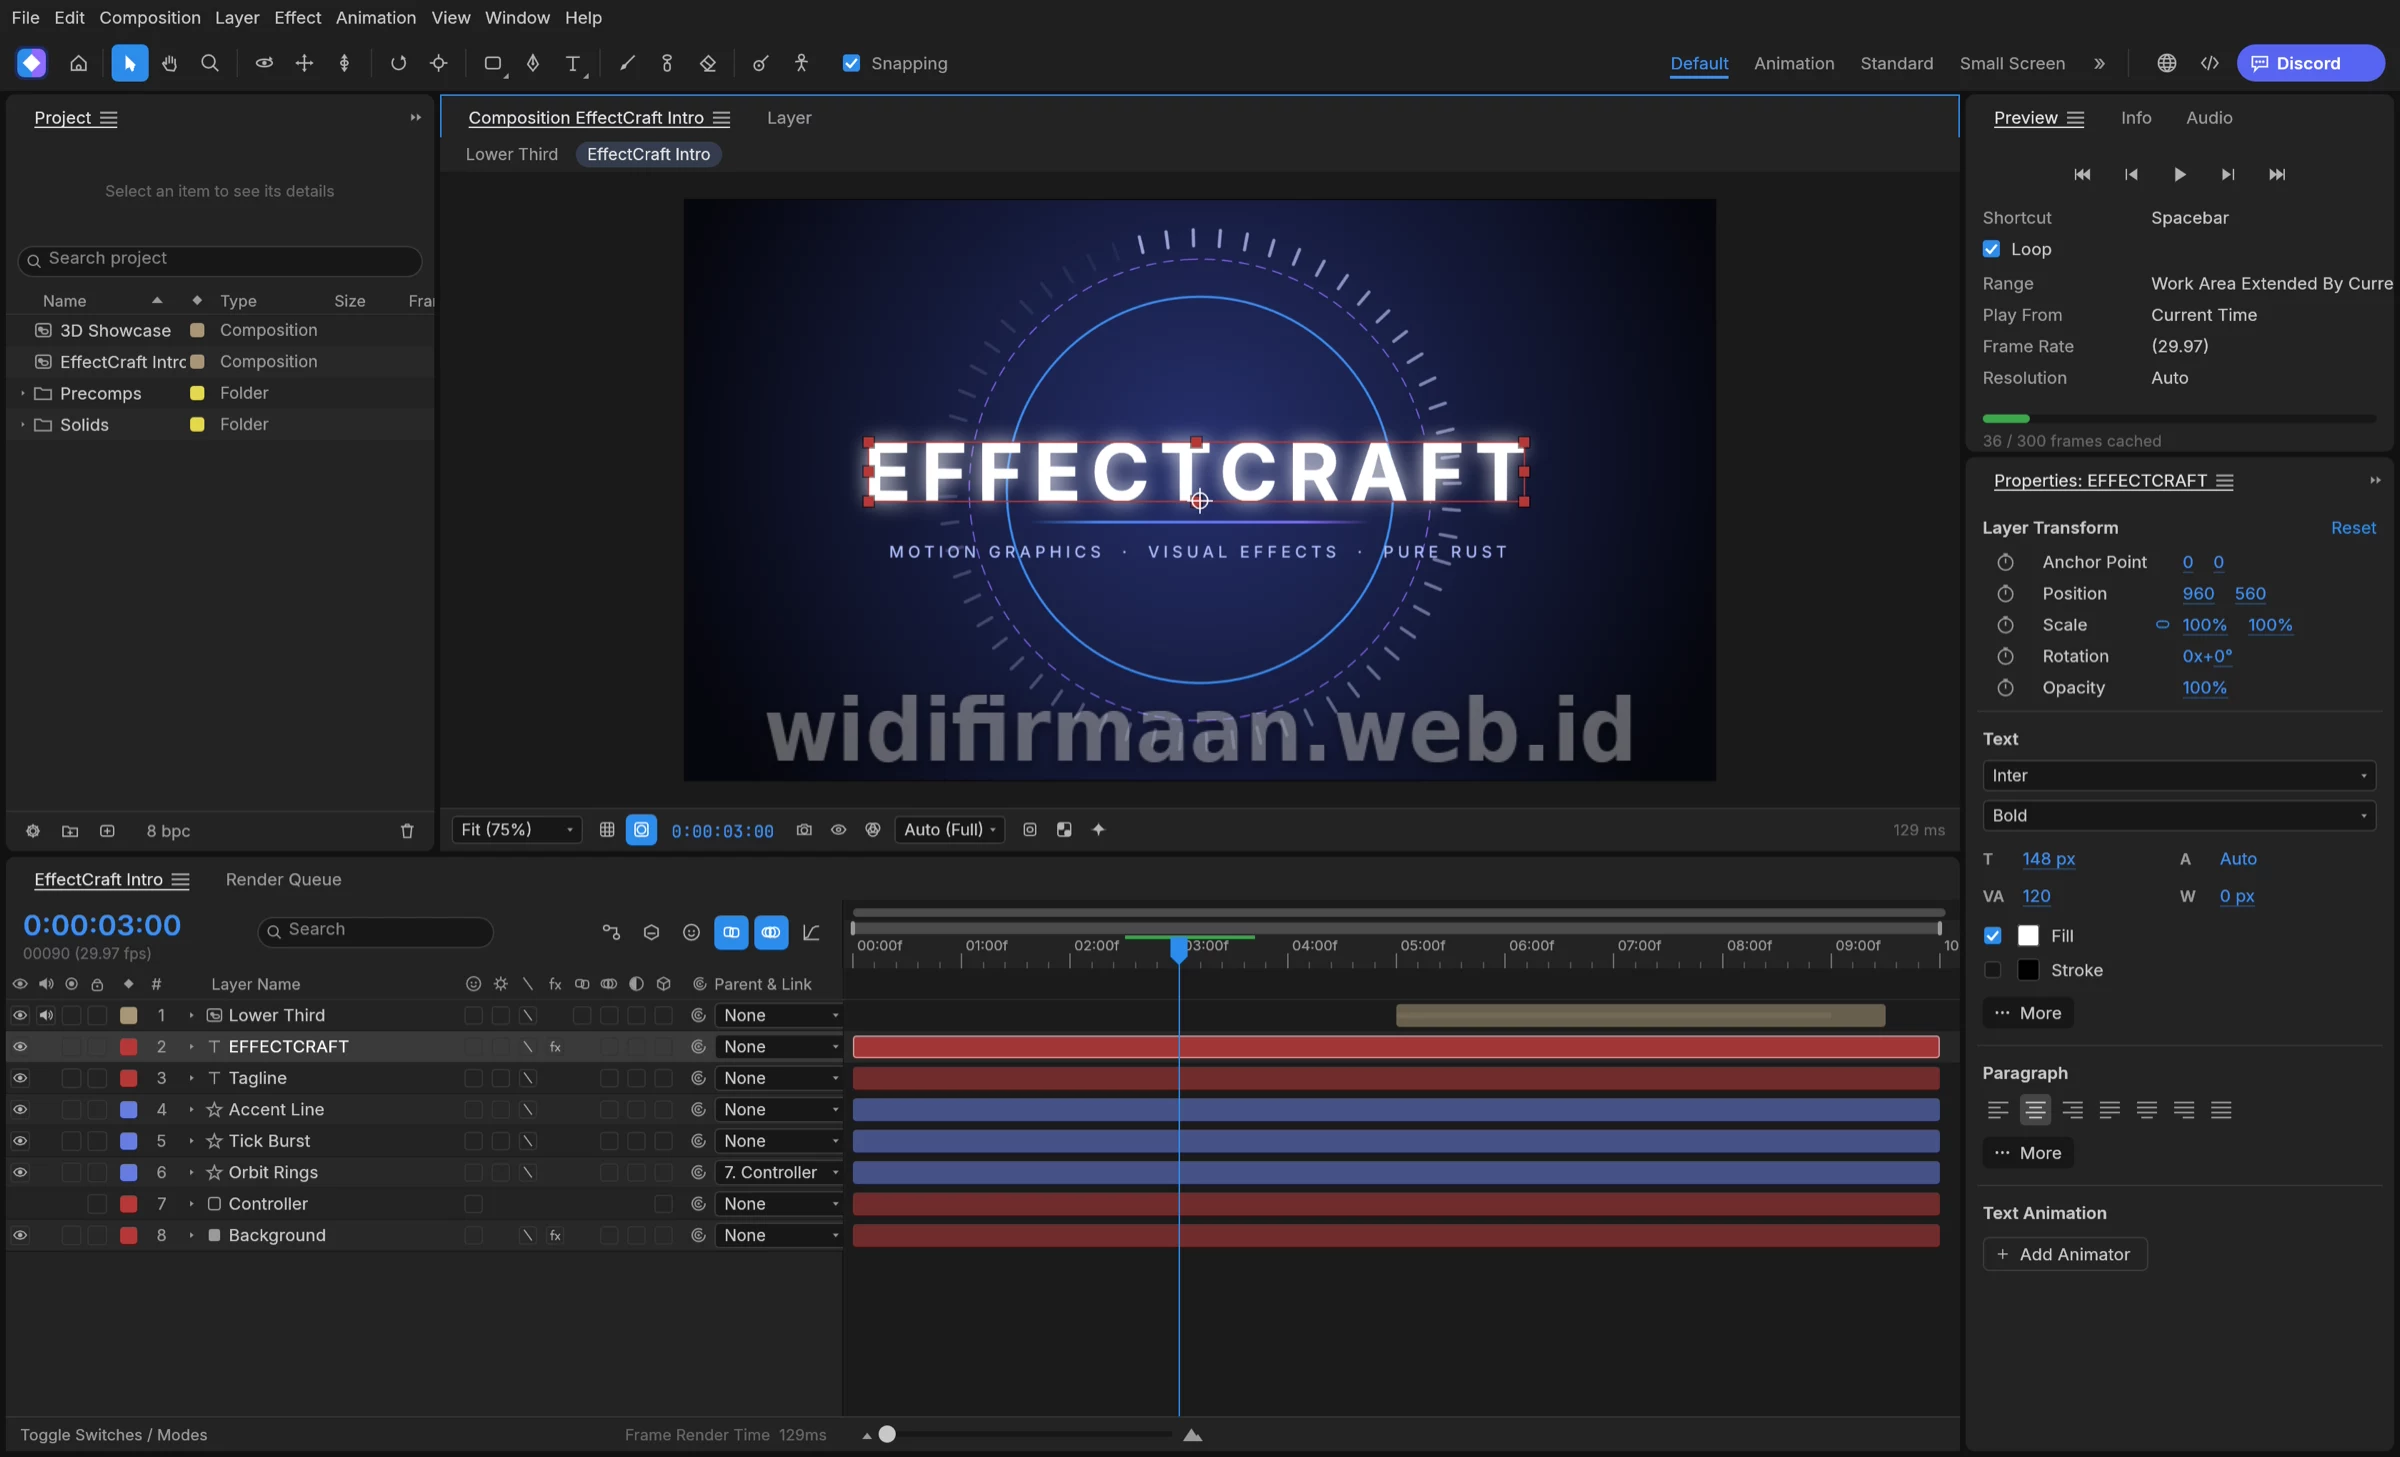 File Edit Composition Layer Effect Animation View Window Help
Snapping
Default Animation Standard Small Screen
Discord
Project
Select an item to see its details
Search project
Name Type Size Fra
3D Showcase Composition
EffectCraft Intro Composition
Precomps Folder
Solids Folder
8 bpc
Composition EffectCraft Intro Layer
Lower Third EffectCraft Intro
EFFECTCRAFT
MOTION GRAPHICS · VISUAL EFFECTS · PURE RUST
widifirmaan.web.id
Fit (75%) 0:00:03:00 Auto (Full) 129 ms
Preview Info Audio
Shortcut Spacebar
Loop
Range Work Area Extended By Curre
Play From Current Time
Frame Rate (29.97)
Resolution Auto
36 / 300 frames cached
Properties: EFFECTCRAFT
Layer Transform Reset
Anchor Point 0 0
Position 960 560
Scale 100% 100%
Rotation 0x+0°
Opacity 100%
Text
Inter
Bold
T 148 px A Auto
VA 120 W 0 px
Fill
Stroke
··· More
Paragraph
··· More
Text Animation
+ Add Animator
EffectCraft Intro Render Queue
0:00:03:00
00090 (29.97 fps)
Search
00:00f 01:00f 02:00f 03:00f 04:00f 05:00f 06:00f 07:00f 08:00f 09:00f 10
# Layer Name fx Parent & Link
1 Lower Third None
2 T EFFECTCRAFT fx None
3 T Tagline None
4 Accent Line None
5 Tick Burst None
6 Orbit Rings 7. Controller
7 Controller None
8 Background fx None
Toggle Switches / Modes Frame Render Time 129ms